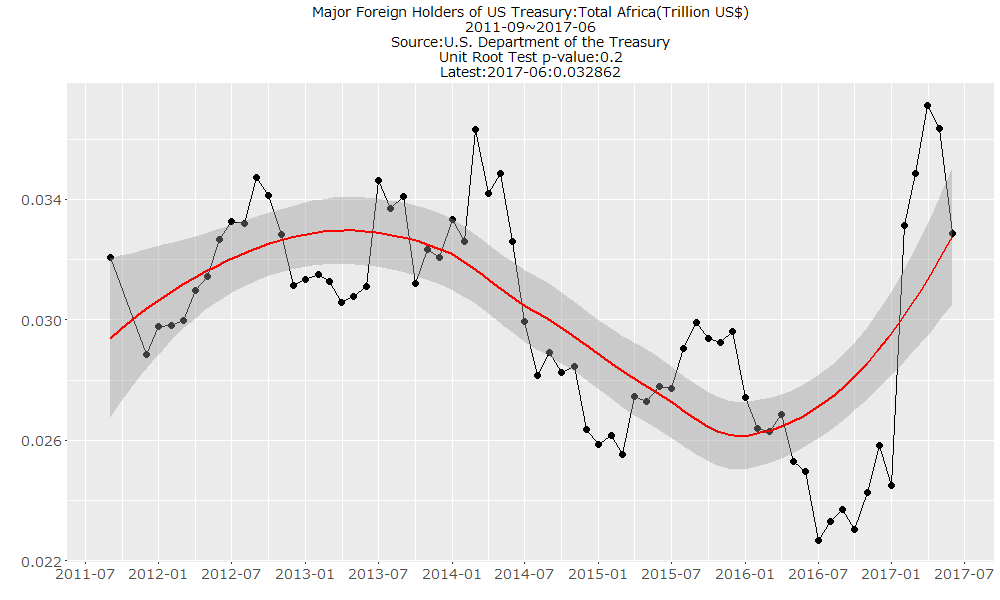 Major Foreign Holders of US Treasury:Total Africa(Trillion US$)
2011-09~2017-06
Source:U.S. Department of the Treasury
Unit Root Test p-value:0.2
Latest:2017-06:0.032862
0.034
0.030
0.026
0.022
2011-07 2012-01 2012-07 2013-01 2013-07 2014-01 2014-07 2015-01 2015-07 2016-01 2016-07 2017-01 2017-07